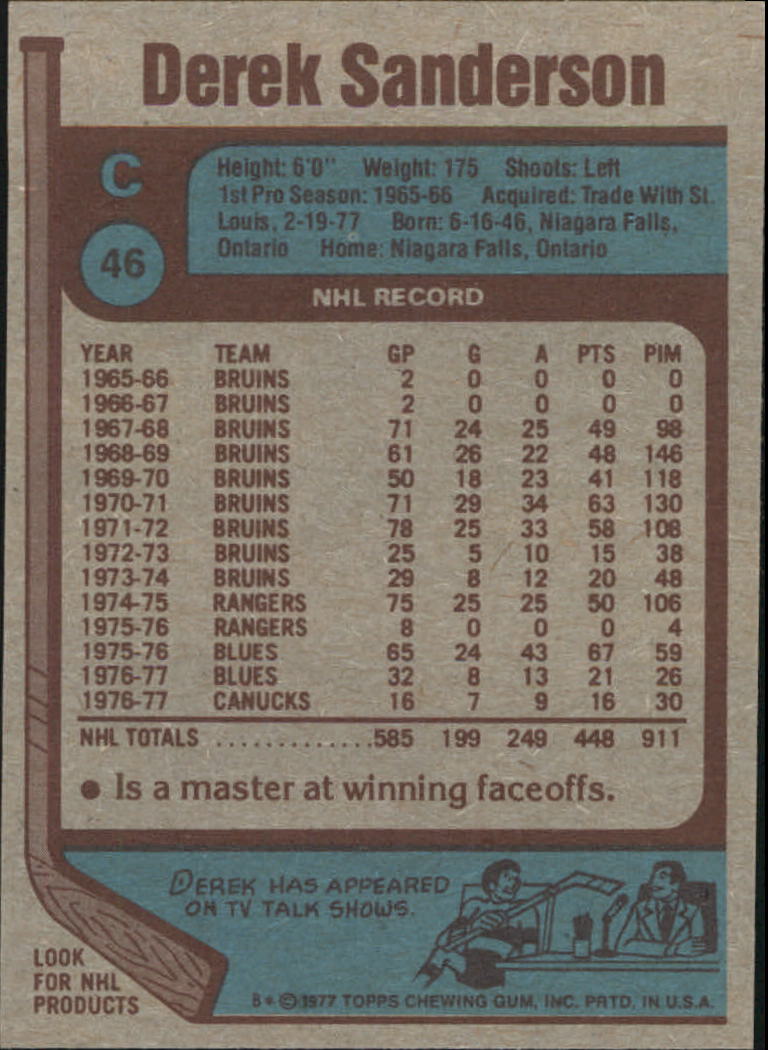 Derek Sanderson
C
46
Height: 6'0" Weight: 175 Shoots: Left
1st Pro Season: 1965-66 Acquired: Trade With St.
Louis, 2-19-77 Born: 6-16-46, Niagara Falls,
Ontario Home: Niagara Falls, Ontario
NHL RECORD
YEAR TEAM GP G A PTS PIM
1965-66 BRUINS 2 0 0 0 0
1966-67 BRUINS 2 0 0 0 0
1967-68 BRUINS 71 24 25 49 98
1968-69 BRUINS 61 26 22 48 146
1969-70 BRUINS 50 18 23 41 118
1970-71 BRUINS 71 29 34 63 130
1971-72 BRUINS 78 25 33 58 108
1972-73 BRUINS 25 5 10 15 38
1973-74 BRUINS 29 8 12 20 48
1974-75 RANGERS 75 25 25 50 106
1975-76 RANGERS 8 0 0 0 4
1975-76 BLUES 65 24 43 67 59
1976-77 BLUES 32 8 13 21 26
1976-77 CANUCKS 16 7 9 16 30
NHL TOTALS .............585 199 249 448 911
● Is a master at winning faceoffs.
DEREK HAS APPEARED
ON TV TALK SHOWS.
LOOK
FOR NHL
PRODUCTS
B * © 1977 TOPPS CHEWING GUM, INC. PRTD. IN U.S.A.